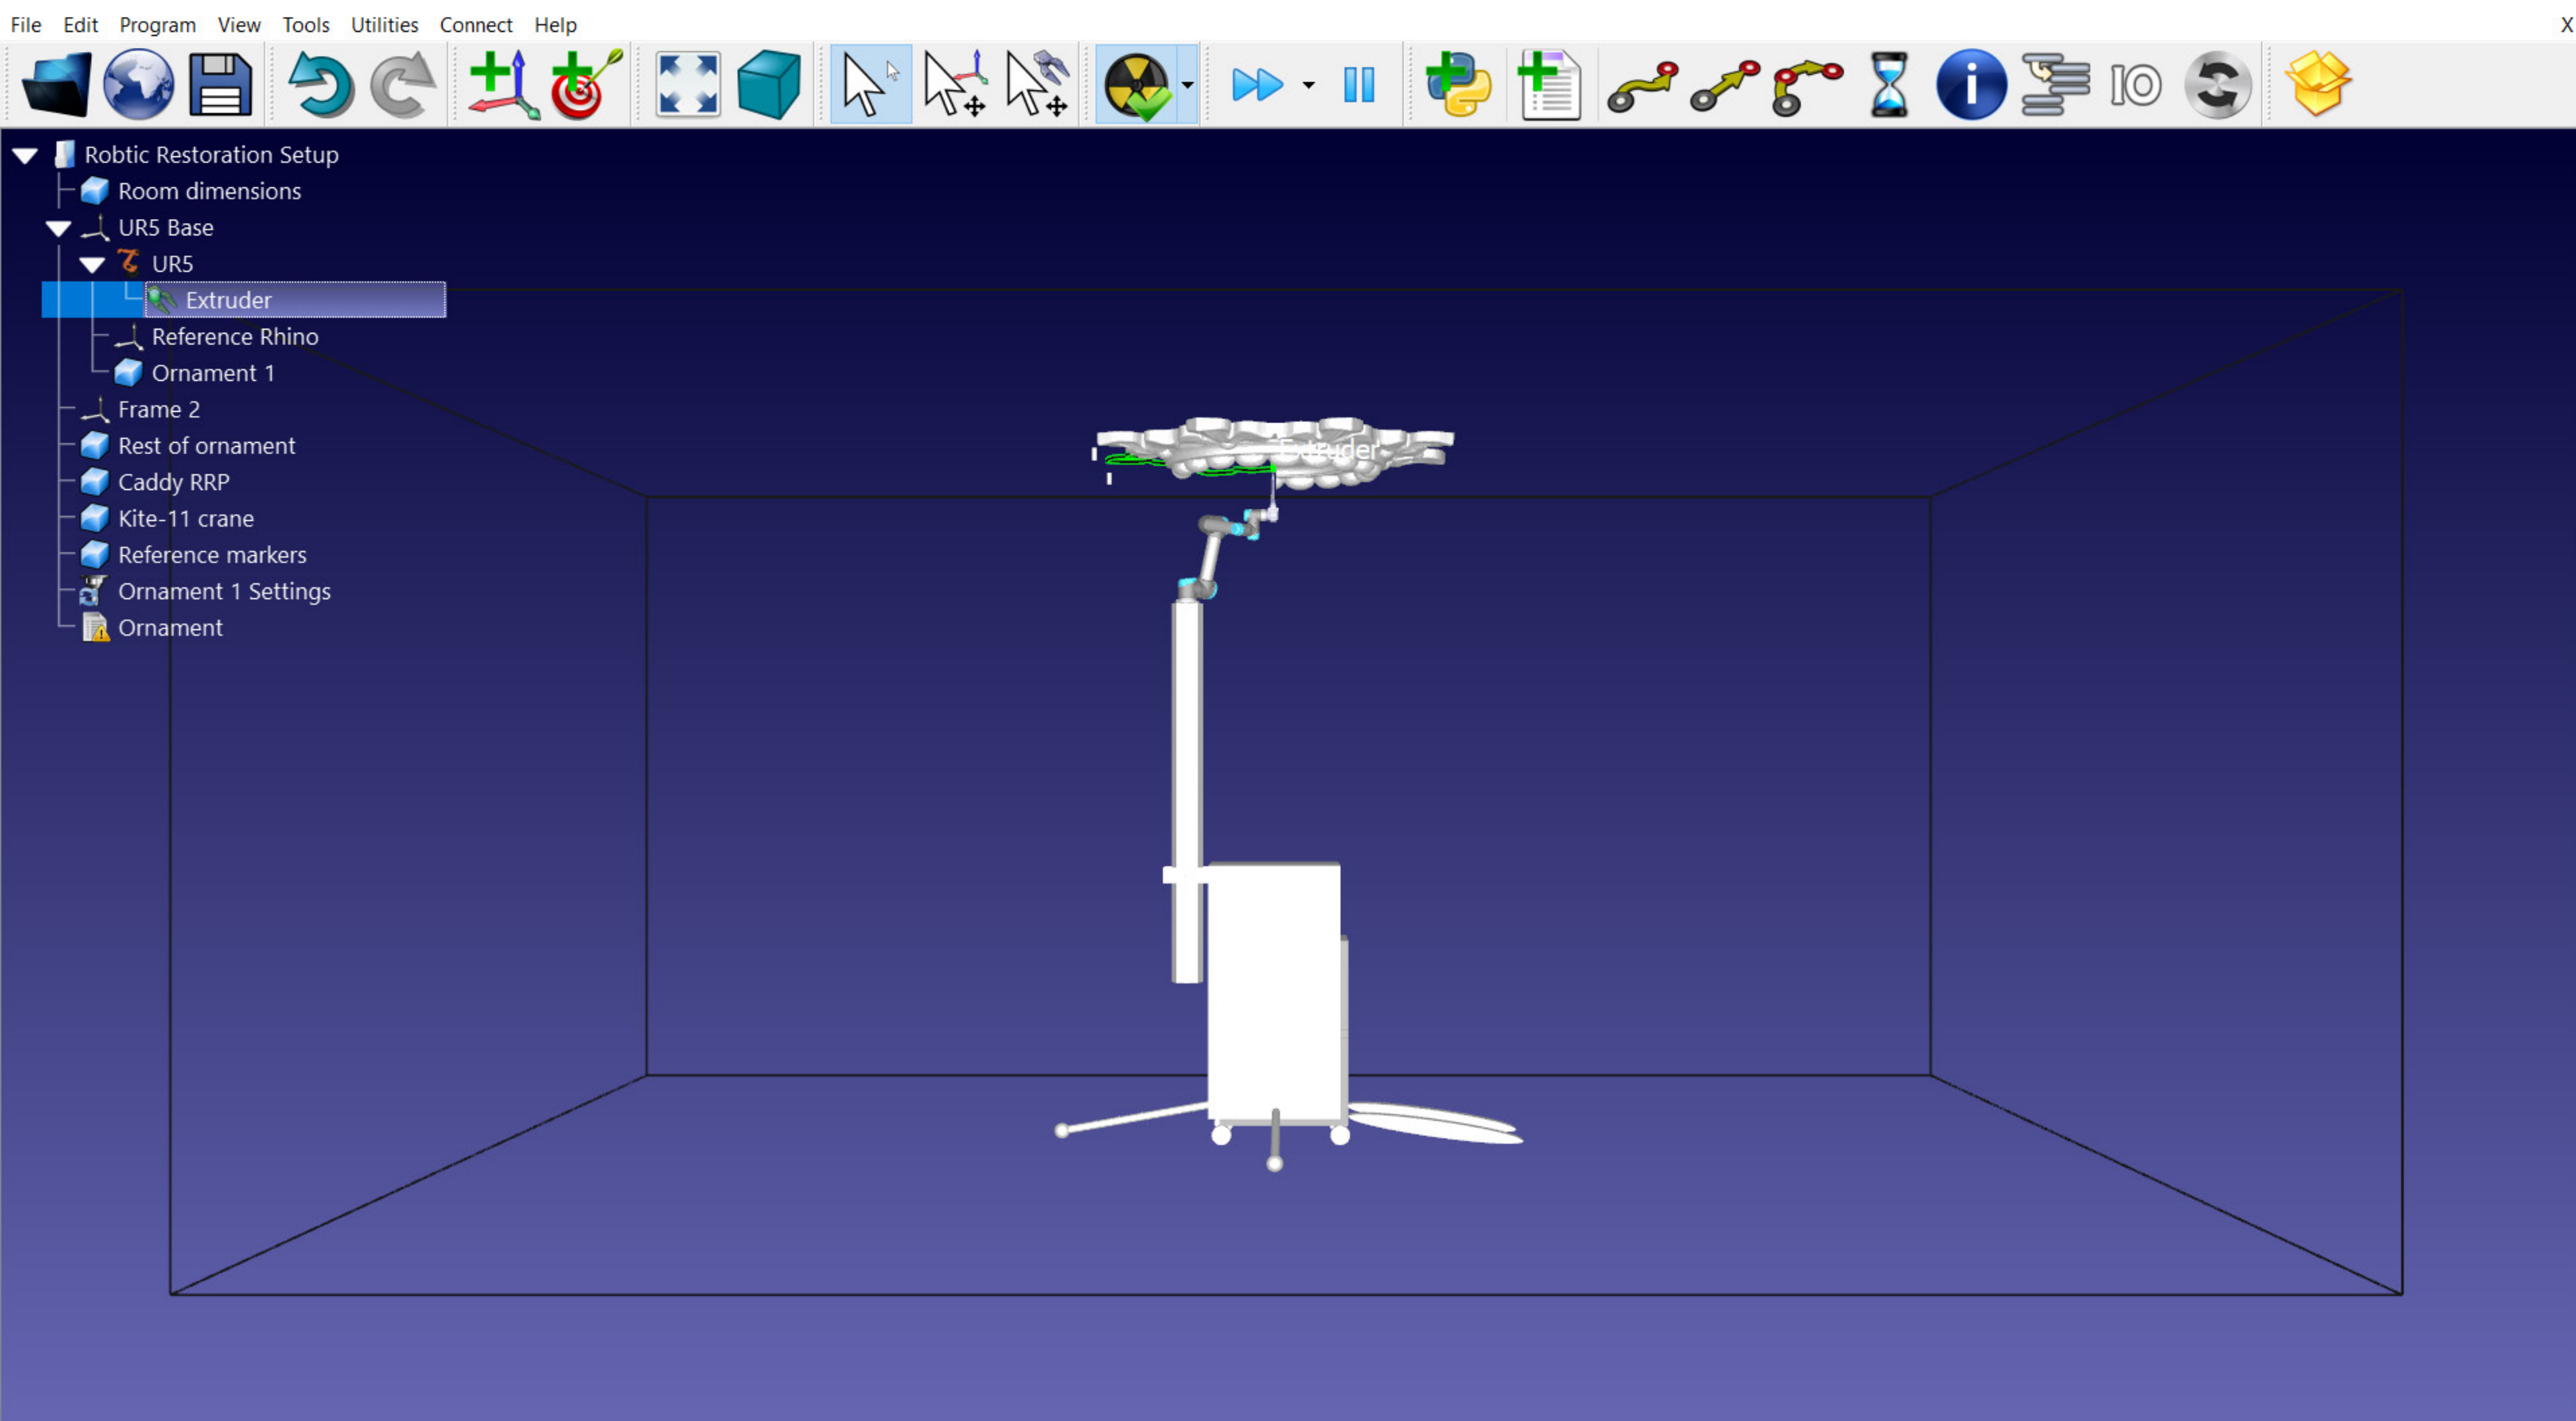 File Edit Program View Tools Utilities Connect Help X
IO
Robtic Restoration Setup
Room dimensions
UR5 Base
UR5
Extruder
Reference Rhino
Ornament 1
Frame 2
Rest of ornament
Caddy RRP
Kite-11 crane
Reference markers
Ornament 1 Settings
Ornament
Extruder